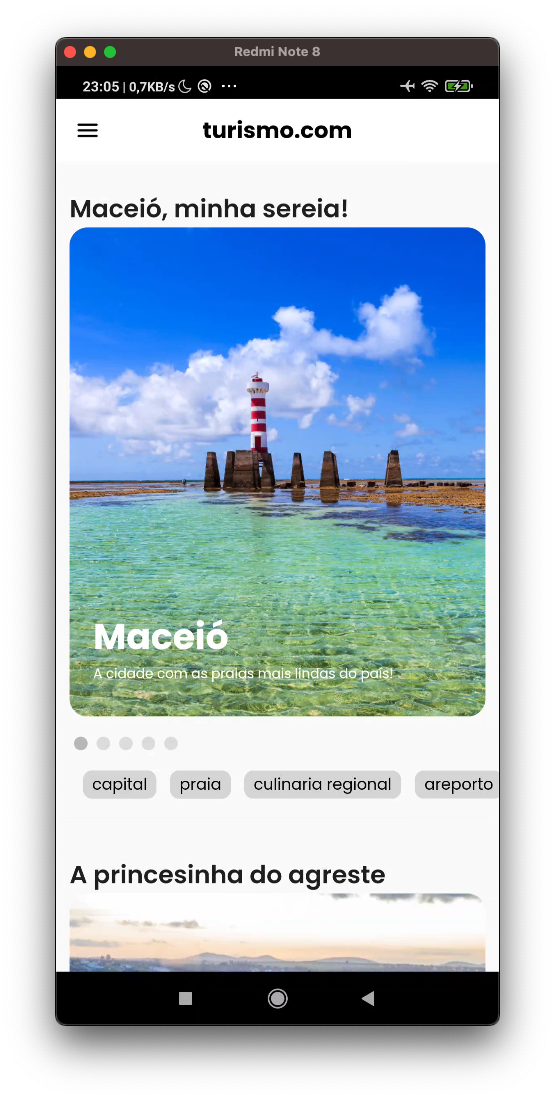 Redmi Note 8
23:05 | 0,7KB/s
turismo.com
Maceió, minha sereia!
Maceió
A cidade com as praias mais lindas do país!
capital praia culinaria regional areporto
A princesinha do agreste